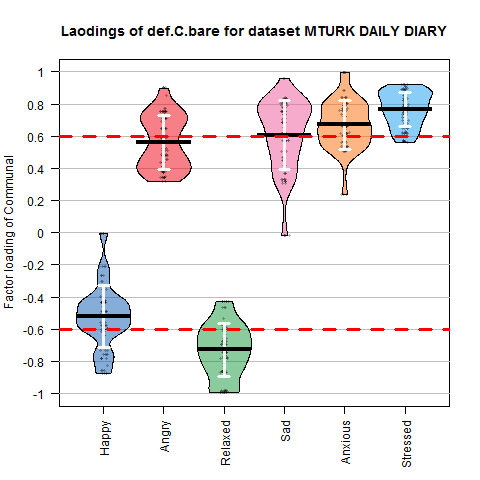 Laodings of def.C.bare for dataset MTURK DAILY DIARY
Factor loading of Communal
1
0.8
0.6
0.4
0.2
0
-0.2
-0.4
-0.6
-0.8
-1
Happy
Angry
Relaxed
Sad
Anxious
Stressed